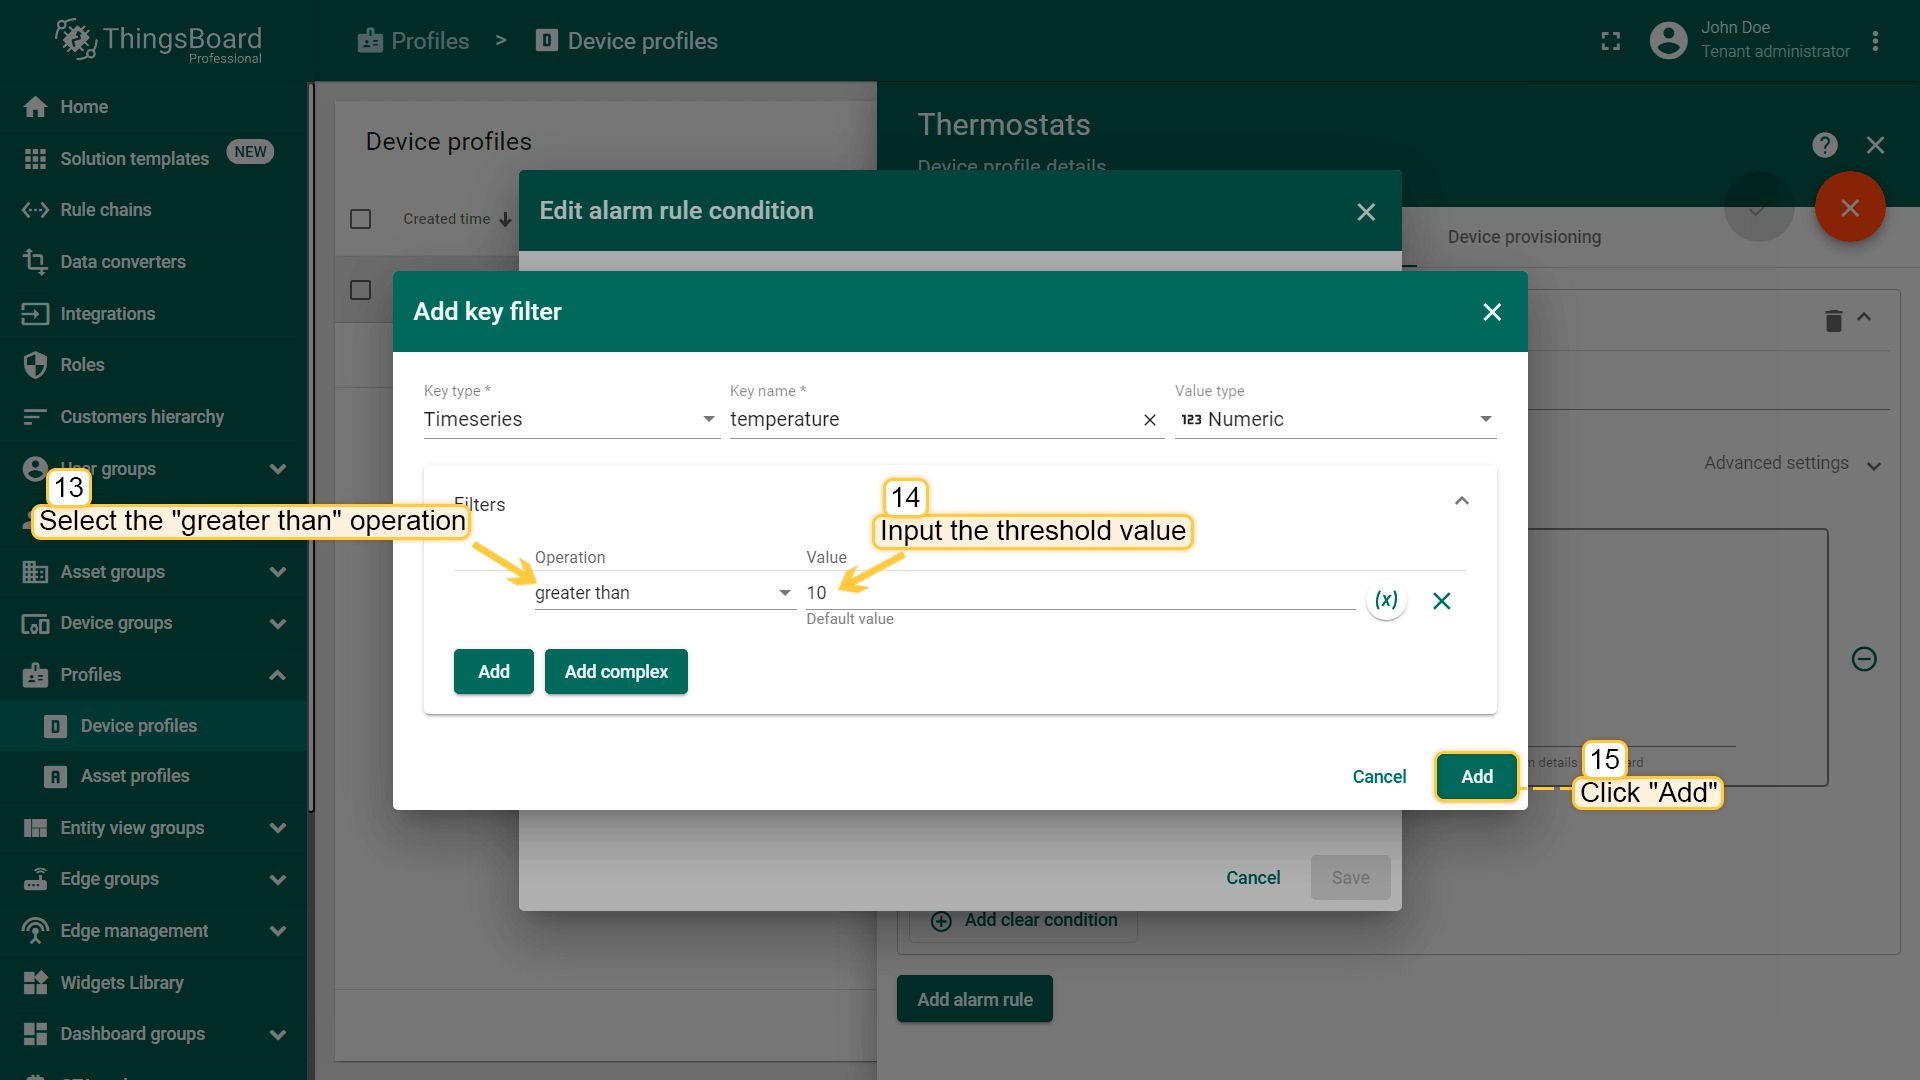 ThingsBoard
Professional
Profiles > Device profiles
John Doe
Tenant administrator
Home
Solution templates NEW
Rule chains
Data converters
Integrations
Roles
Customers hierarchy
User groups
Asset groups
Device groups
Profiles
Device profiles
Asset profiles
Entity view groups
Edge groups
Edge management
Widgets Library
Dashboard groups
Device profiles
Created time
Thermostats
Device profile details
Device provisioning
Advanced settings
Edit alarm rule condition
Add key filter
Key type *
Timeseries
Key name *
temperature
Value type
123 Numeric
Filters
13
Select the "greater than" operation
14
Input the threshold value
Operation
Value
greater than
10
Default value
(x)
Add
Add complex
Cancel
Add
15
Click "Add"
details
Cancel
Save
Add clear condition
Add alarm rule